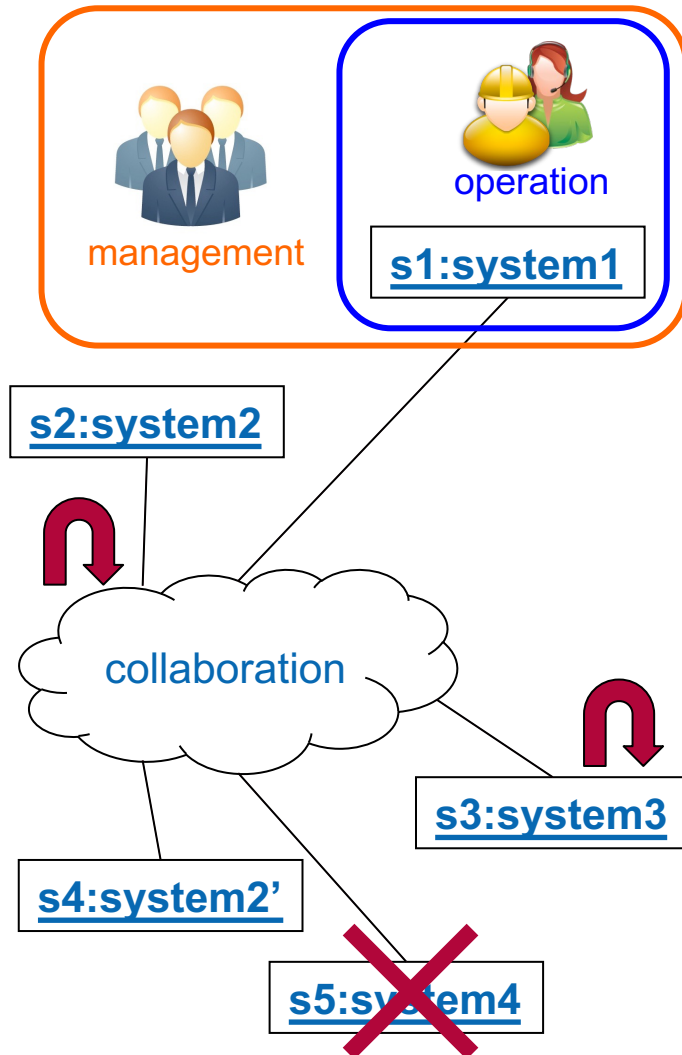 operation
management
s1:system1
s2:system2
collaboration
s3:system3
s4:system2’
s5:system4